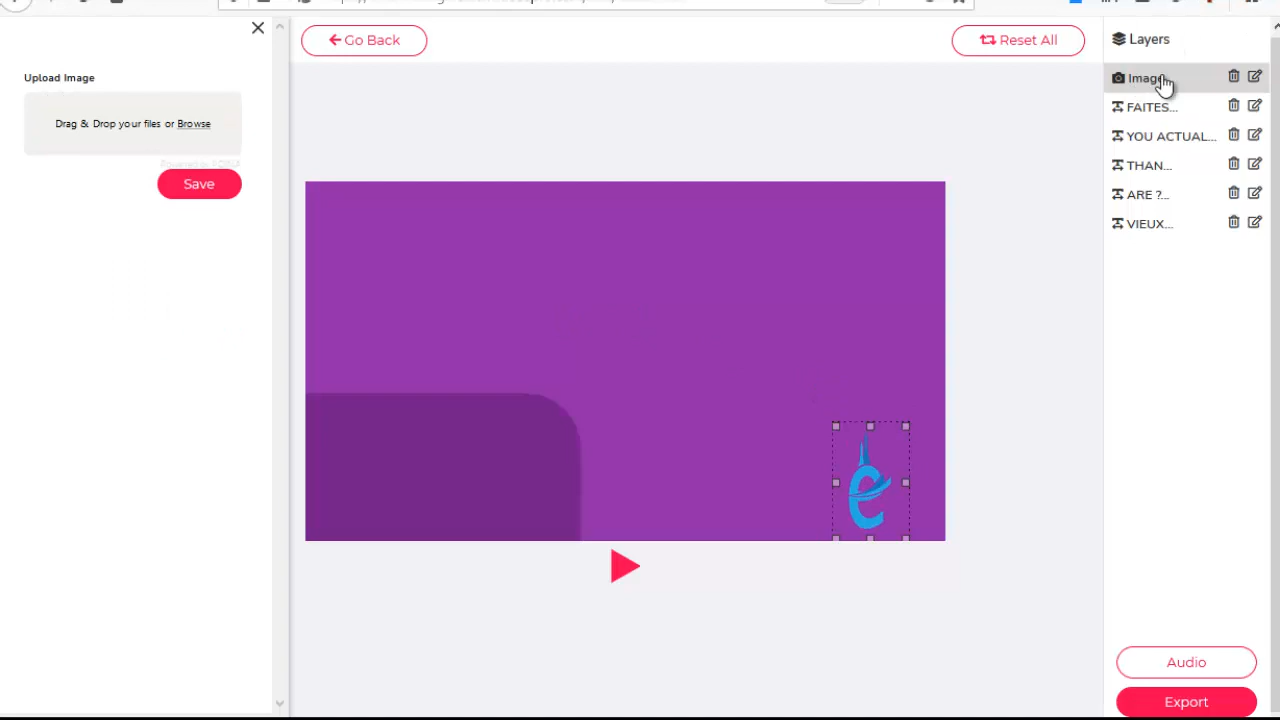 Go Back
Reset All
Layers
Upload Image
Drag & Drop your files or Browse
Save
Image
FAITES...
YOU ACTUAL...
THAN...
ARE ?...
VIEUX...
e
Audio
Export